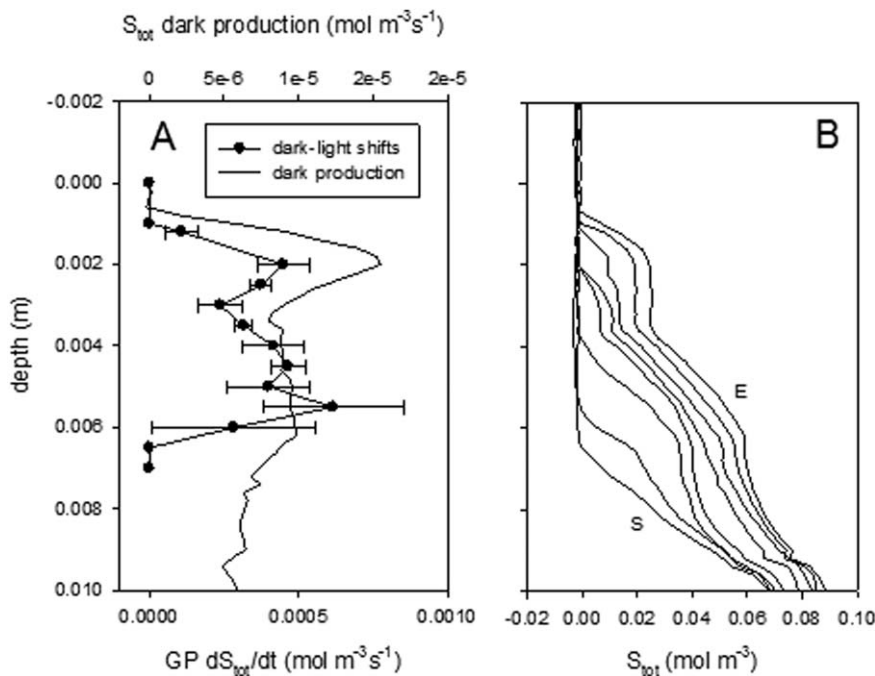 S_tot dark production (mol m⁻³s⁻¹)
0 5e-6 1e-5 2e-5 2e-5
-0.002
0.000
0.002
0.004
0.006
0.008
0.010
depth (m)
A
dark-light shifts
dark production
0.0000 0.0005 0.0010
GP dS_tot/dt (mol m⁻³s⁻¹)
B
E
S
-0.02 0.00 0.02 0.04 0.06 0.08 0.10
S_tot (mol m⁻³)